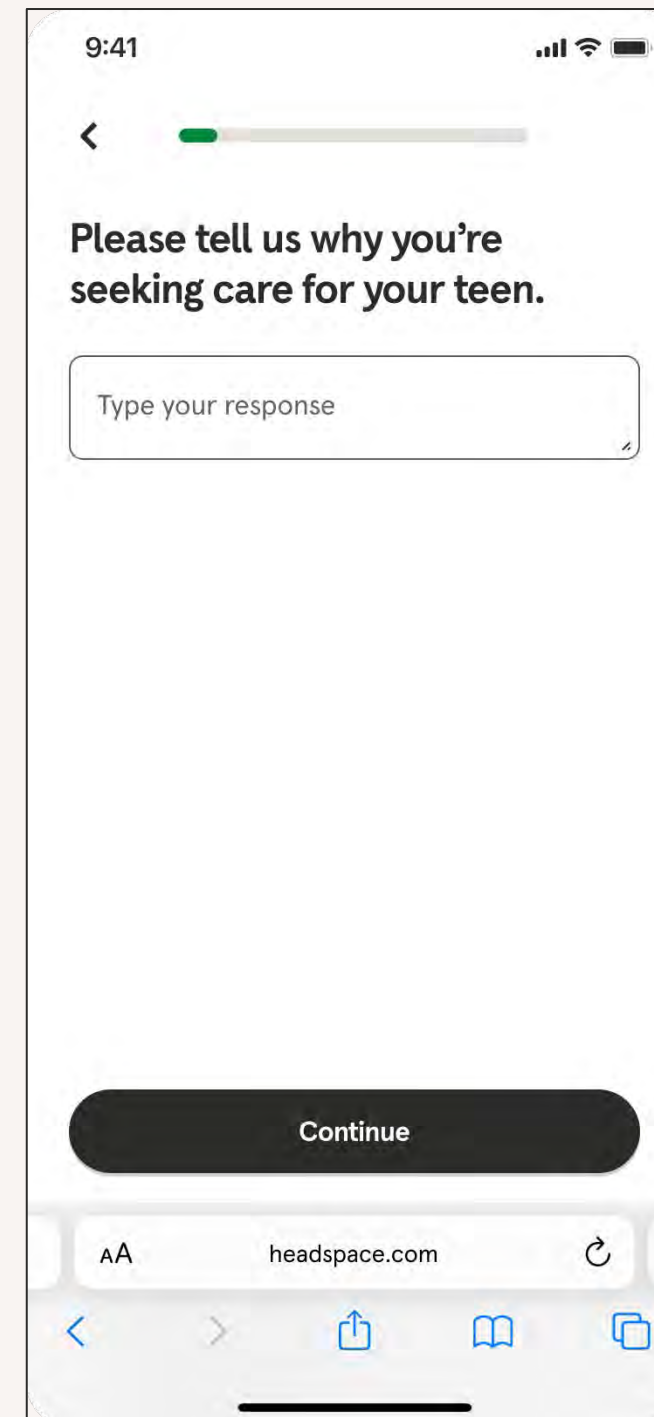 9:41
Please tell us why you’re
seeking care for your teen.
Type your response
Continue
AA
headspace.com